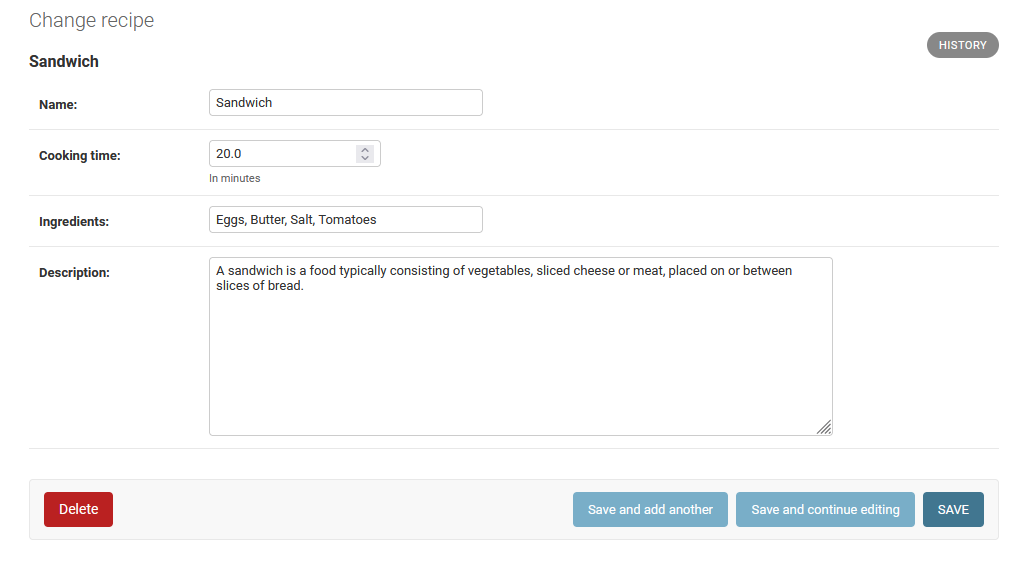 Change recipe
HISTORY
Sandwich
Name:
Sandwich
Cooking time:
20.0
In minutes
Ingredients:
Eggs, Butter, Salt, Tomatoes
Description:
A sandwich is a food typically consisting of vegetables, sliced cheese or meat, placed on or between
slices of bread.
Delete
Save and add another
Save and continue editing
SAVE